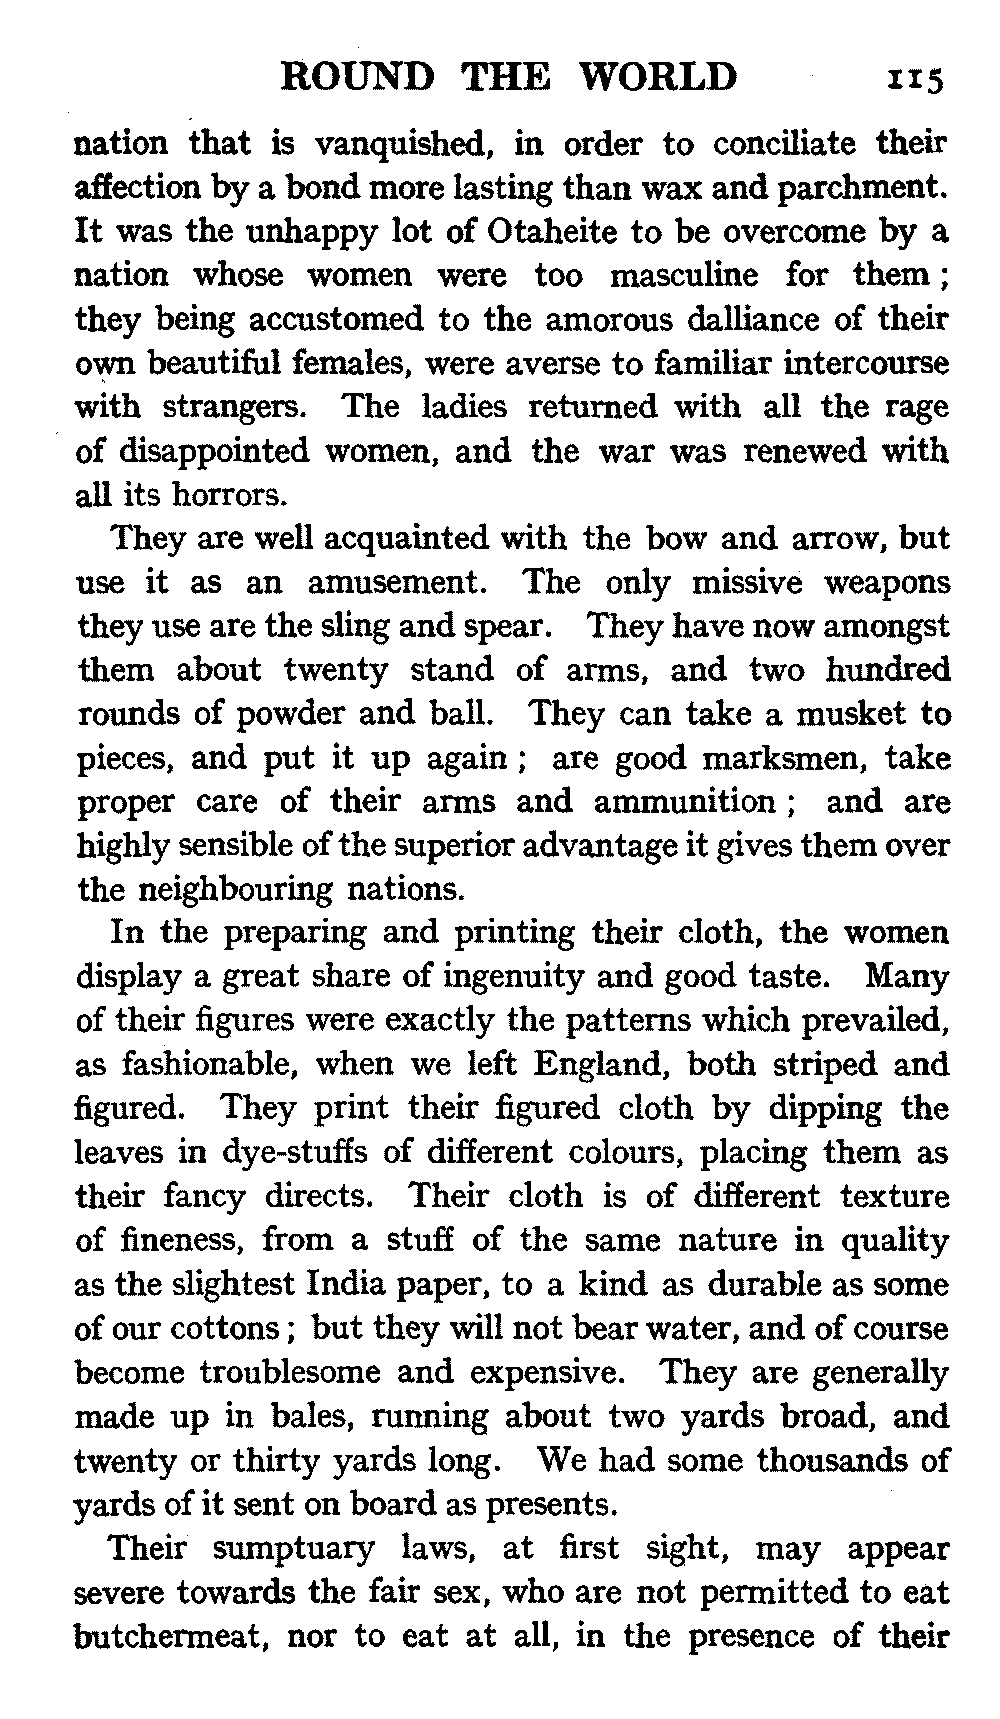 ROUND THE WORLD 115
nation that is vanquished, in order to conciliate their
affection by a bond more lasting than wax and parchment.
It was the unhappy lot of Otaheite to be overcome by a
nation whose women were too masculine for them ;
they being accustomed to the amorous dalliance of their
own beautiful females, were averse to familiar intercourse
with strangers. The ladies returned with all the rage
of disappointed women, and the war was renewed with
all its horrors.
They are well acquainted with the bow and arrow, but
use it as an amusement. The only missive weapons
they use are the sling and spear. They have now amongst
them about twenty stand of arms, and two hundred
rounds of powder and ball. They can take a musket to
pieces, and put it up again ; are good marksmen, take
proper care of their arms and ammunition ; and are
highly sensible of the superior advantage it gives them over
the neighbouring nations.
In the preparing and printing their cloth, the women
display a great share of ingenuity and good taste. Many
of their figures were exactly the patterns which prevailed,
as fashionable, when we left England, both striped and
figured. They print their figured cloth by dipping the
leaves in dye-stuffs of different colours, placing them as
their fancy directs. Their cloth is of different texture
of fineness, from a stuff of the same nature in quality
as the slightest India paper, to a kind as durable as some
of our cottons ; but they will not bear water, and of course
become troublesome and expensive. They are generally
made up in bales, running about two yards broad, and
twenty or thirty yards long. We had some thousands of
yards of it sent on board as presents.
Their sumptuary laws, at first sight, may appear
severe towards the fair sex, who are not permitted to eat
butchermeat, nor to eat at all, in the presence of their